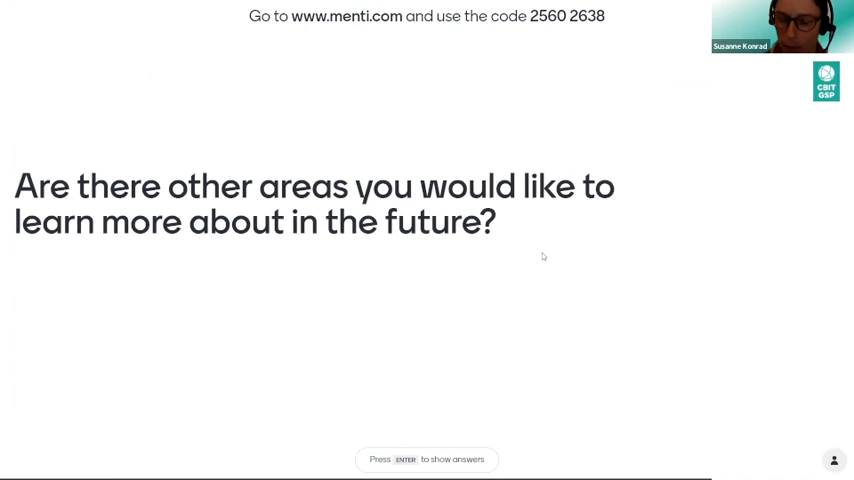 Go to www.menti.com and use the code 2560 2638
Susanne Konrad
CBIT
GSP
Are there other areas you would like to
learn more about in the future?
Press ENTER to show answers